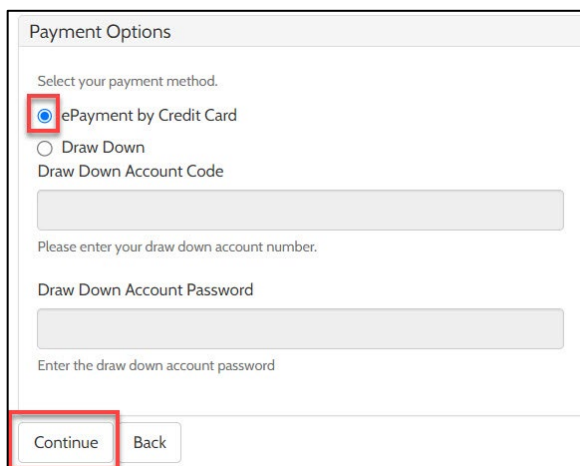 Payment Options
Select your payment method.
ePayment by Credit Card
Draw Down
Draw Down Account Code
Please enter your draw down account number.
Draw Down Account Password
Enter the draw down account password
Continue Back